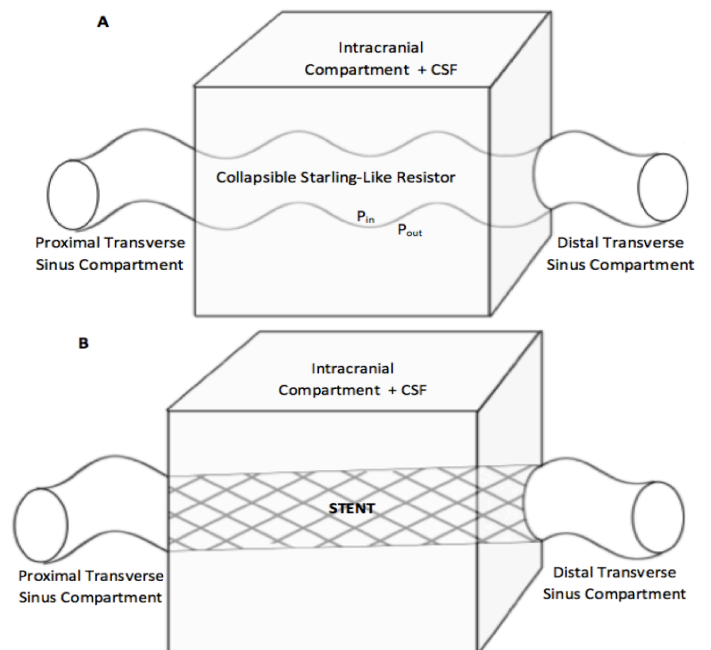 A
Intracranial
Compartment + CSF
Collapsible Starling-Like Resistor
Pin
Pout
Proximal Transverse
Sinus Compartment
Distal Transverse
Sinus Compartment
B
Intracranial
Compartment + CSF
STENT
Proximal Transverse
Sinus Compartment
Distal Transverse
Sinus Compartment